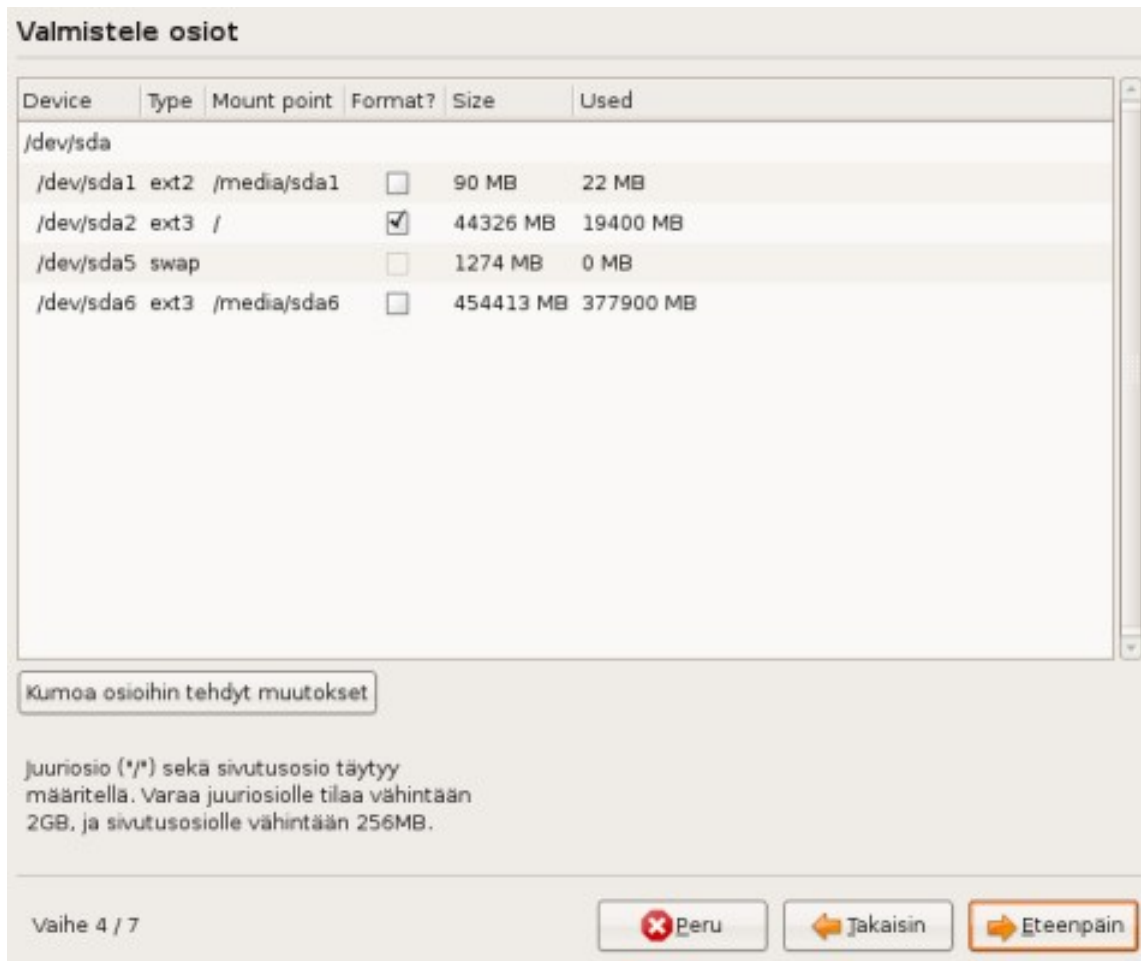 Valmistele osiot
Device Type Mount point Format? Size Used
/dev/sda
/dev/sda1 ext2 /media/sda1 90 MB 22 MB
/dev/sda2 ext3 / 44326 MB 19400 MB
/dev/sda5 swap 1274 MB 0 MB
/dev/sda6 ext3 /media/sda6 454413 MB 377900 MB
Kumoa osioihin tehdyt muutokset
Juuriosio ("/") sekä sivutusosio täytyy
määritellä. Varaa juuriosiolle tilaa vähintään
2GB, ja sivutusosiolle vähintään 256MB.
Vaihe 4 / 7
Peru
Takaisin
Eteenpäin